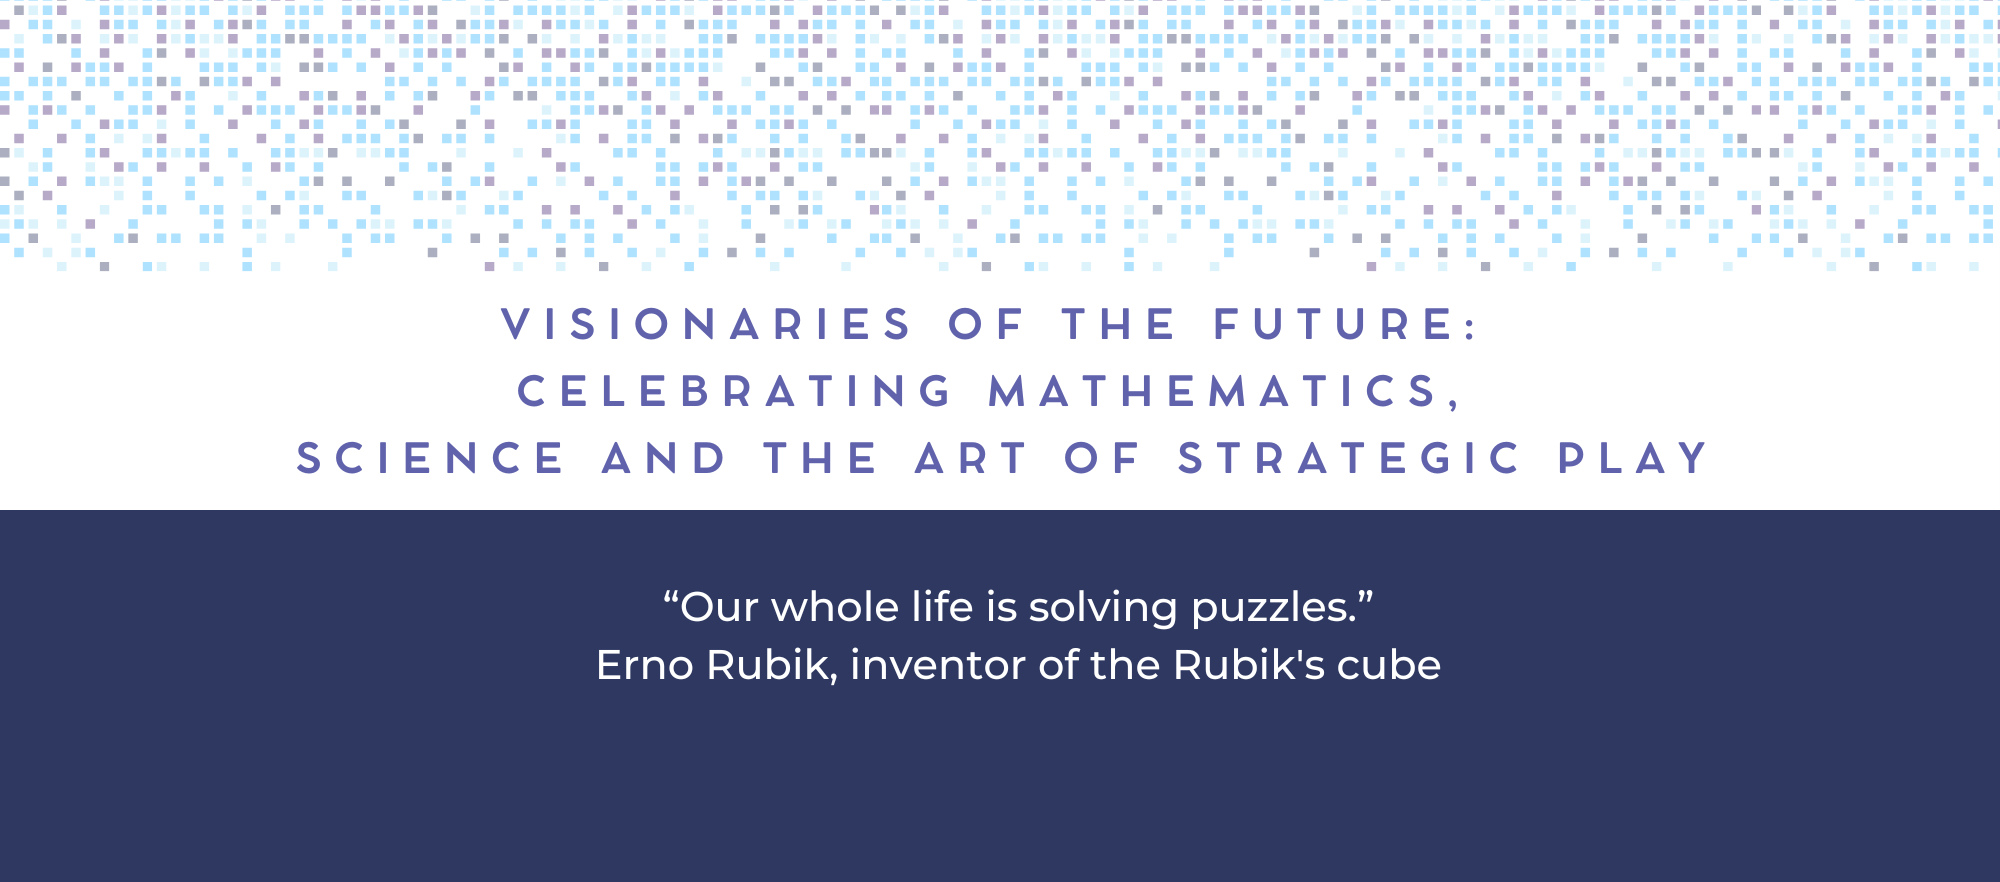 VISIONARIES OF THE FUTURE:
CELEBRATING MATHEMATICS,
SCIENCE AND THE ART OF STRATEGIC PLAY
“Our whole life is solving puzzles.”
Erno Rubik, inventor of the Rubik's cube